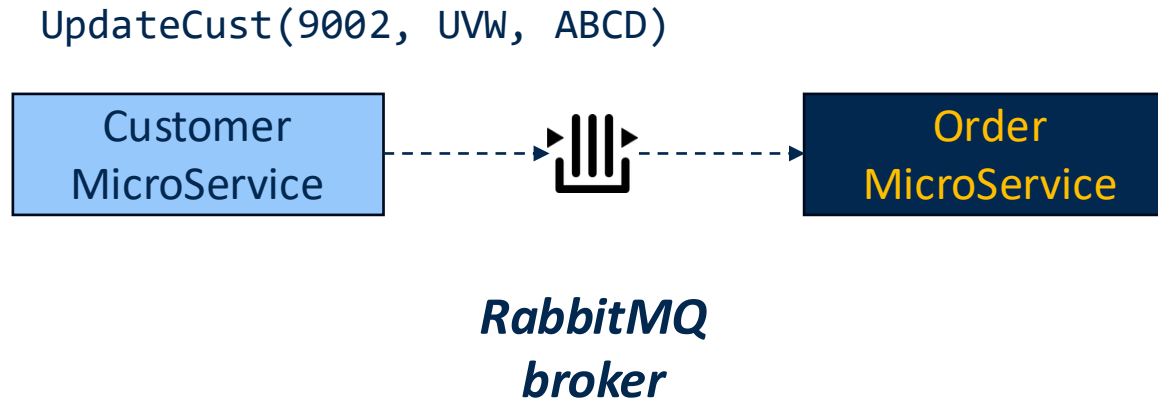 UpdateCust(9002, UVW, ABCD)
Customer
MicroService
Order
MicroService
RabbitMQ
broker